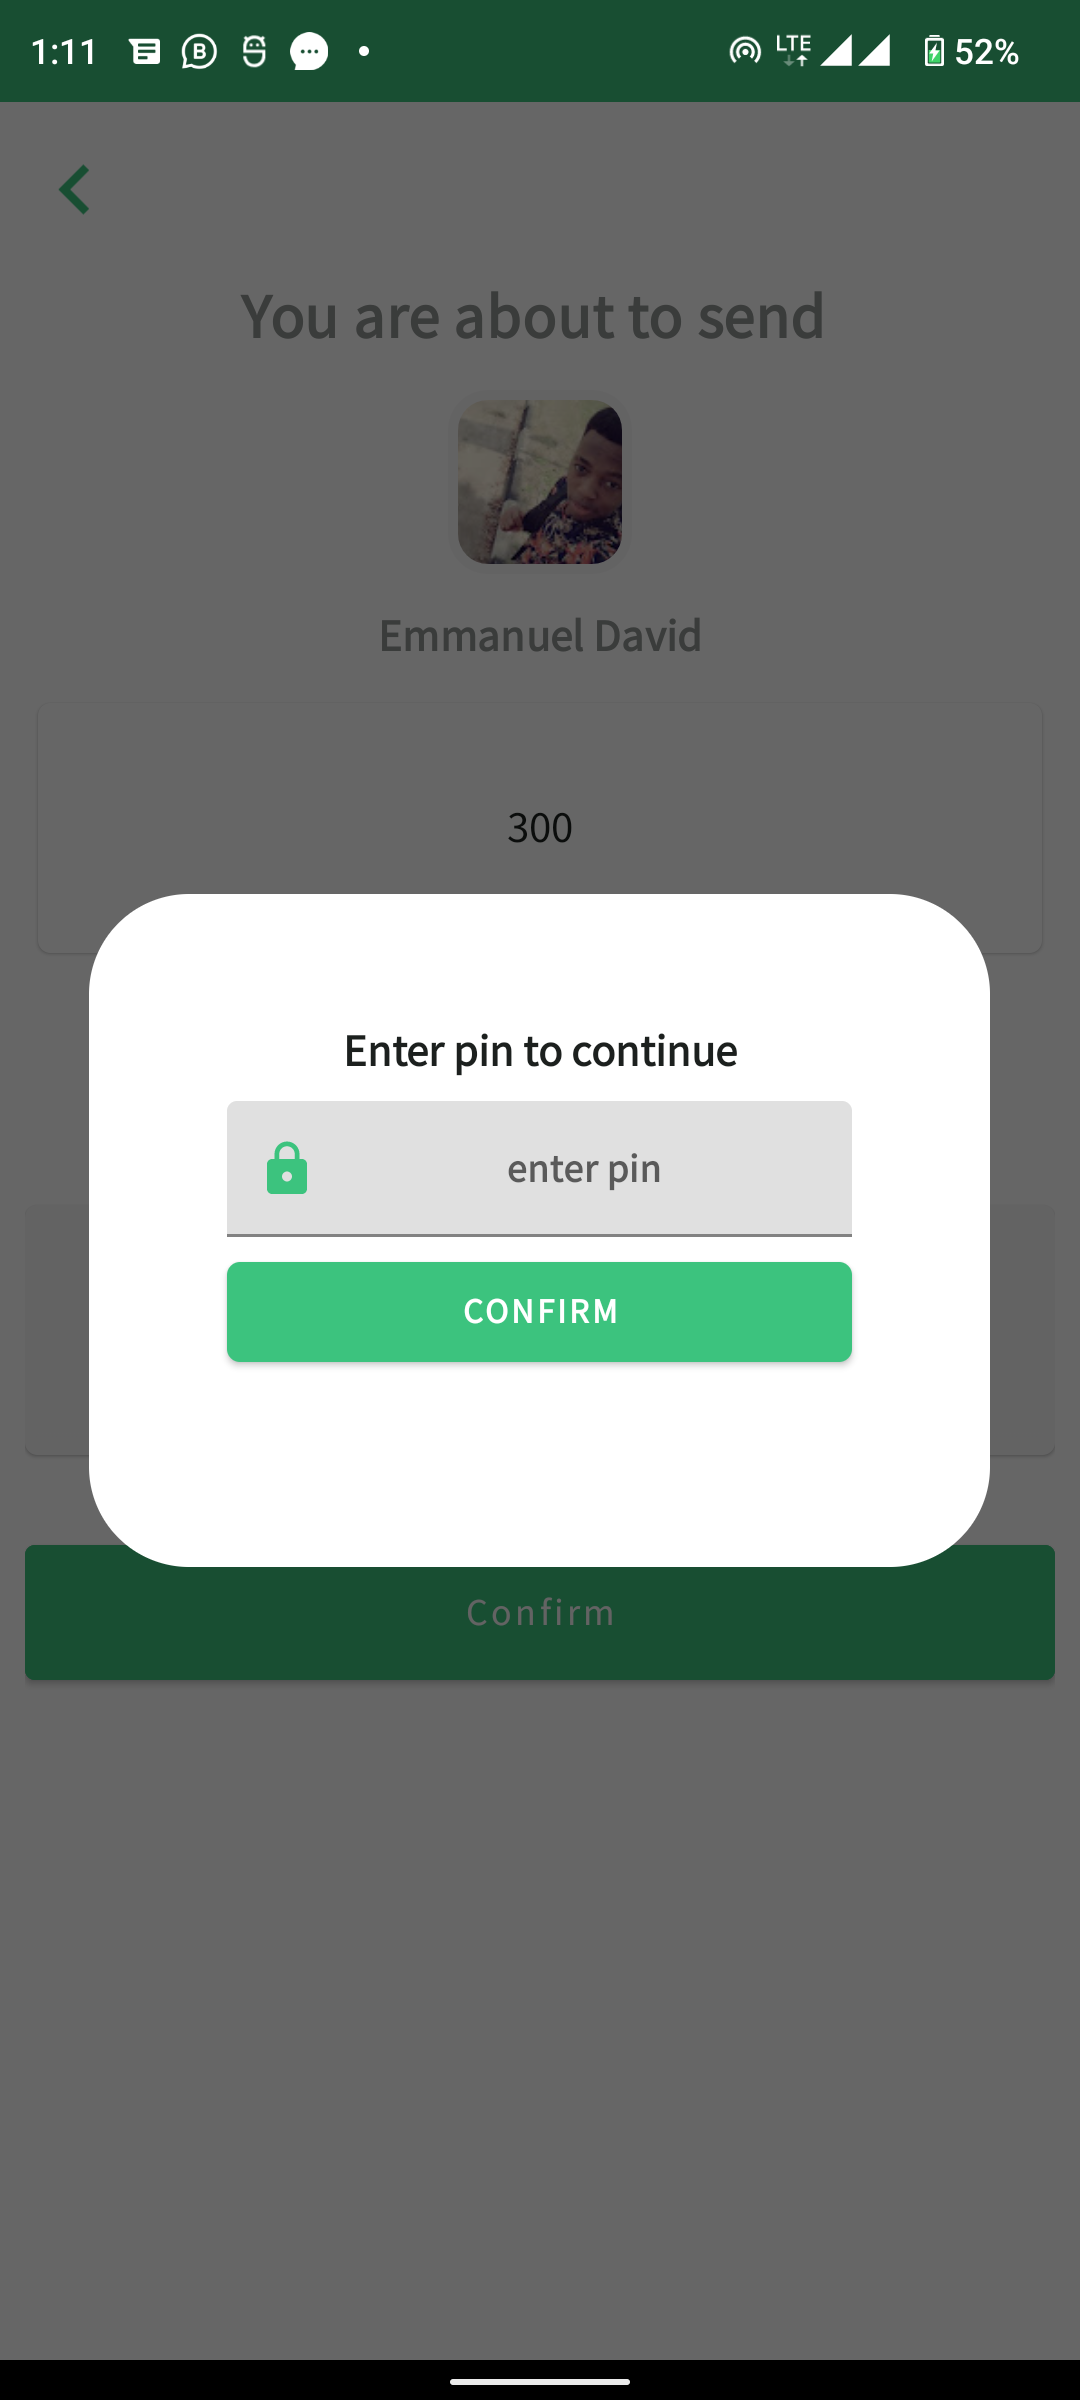 1:11 B LTE 52%
You are about to send
Emmanuel David
300
Enter pin to continue
enter pin
CONFIRM
Confirm